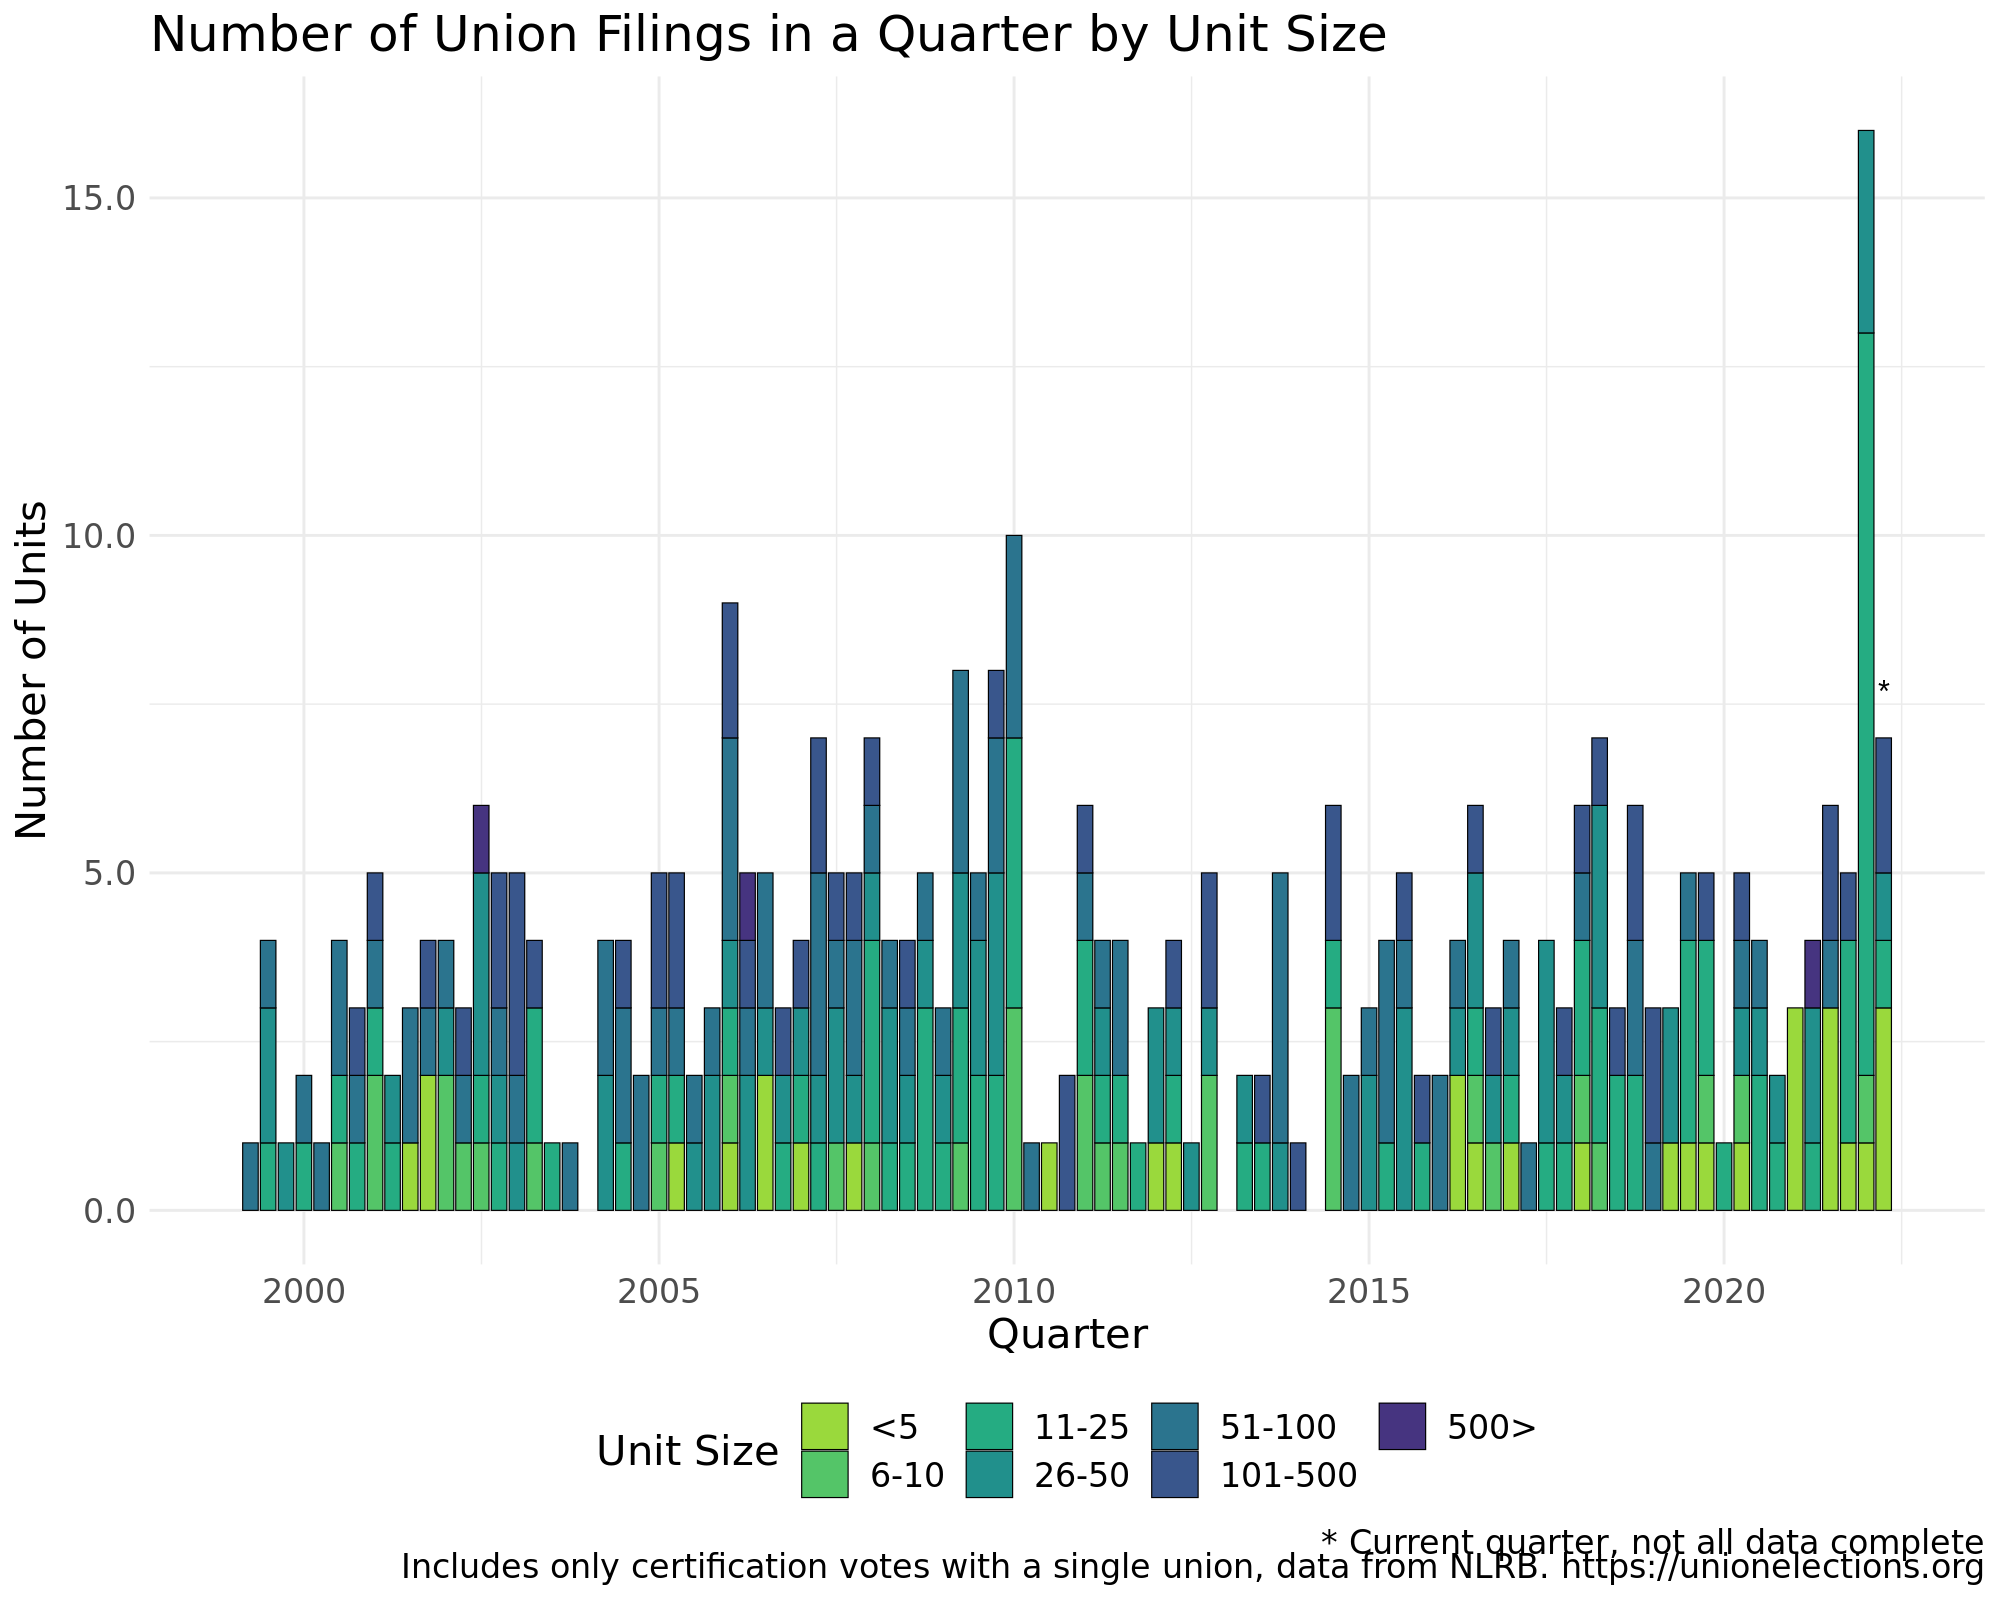 Number of Union Filings in a Quarter by Unit Size
Number of Units
15.0
10.0
5.0
0.0
*
2000 2005 2010 2015 2020
Quarter
Unit Size
<5 11-25 51-100 500>
6-10 26-50 101-500
* Current quarter, not all data complete
Includes only certification votes with a single union, data from NLRB. https://unionelections.org